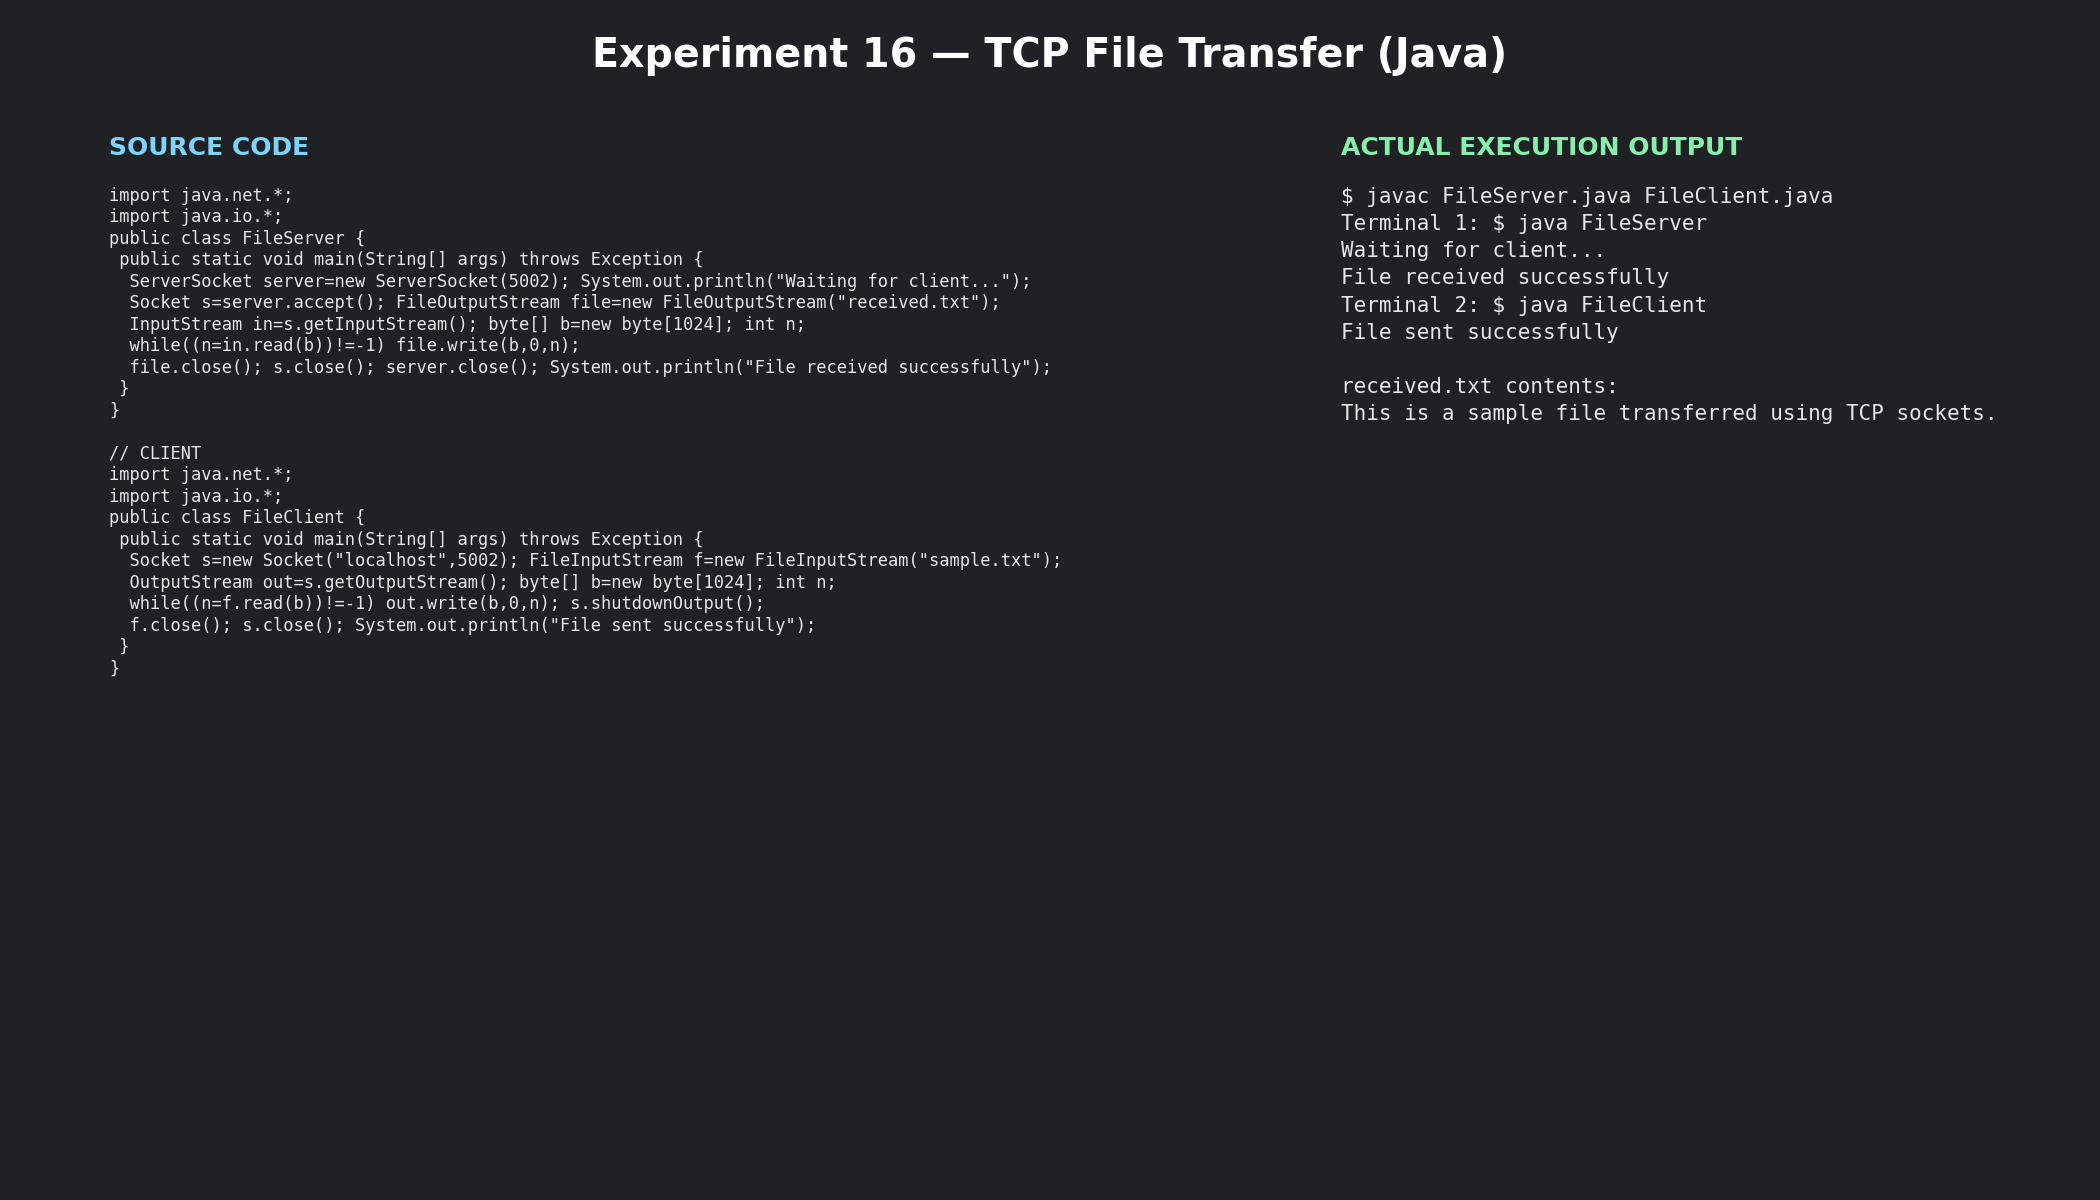 Experiment 16 — TCP File Transfer (Java)
SOURCE CODE
import java.net.*;
import java.io.*;
public class FileServer {
 public static void main(String[] args) throws Exception {
  ServerSocket server=new ServerSocket(5002); System.out.println("Waiting for client...");
  Socket s=server.accept(); FileOutputStream file=new FileOutputStream("received.txt");
  InputStream in=s.getInputStream(); byte[] b=new byte[1024]; int n;
  while((n=in.read(b))!=-1) file.write(b,0,n);
  file.close(); s.close(); server.close(); System.out.println("File received successfully");
 }
}

// CLIENT
import java.net.*;
import java.io.*;
public class FileClient {
 public static void main(String[] args) throws Exception {
  Socket s=new Socket("localhost",5002); FileInputStream f=new FileInputStream("sample.txt");
  OutputStream out=s.getOutputStream(); byte[] b=new byte[1024]; int n;
  while((n=f.read(b))!=-1) out.write(b,0,n); s.shutdownOutput();
  f.close(); s.close(); System.out.println("File sent successfully");
 }
}
ACTUAL EXECUTION OUTPUT
$ javac FileServer.java FileClient.java
Terminal 1: $ java FileServer
Waiting for client...
File received successfully
Terminal 2: $ java FileClient
File sent successfully

received.txt contents:
This is a sample file transferred using TCP sockets.